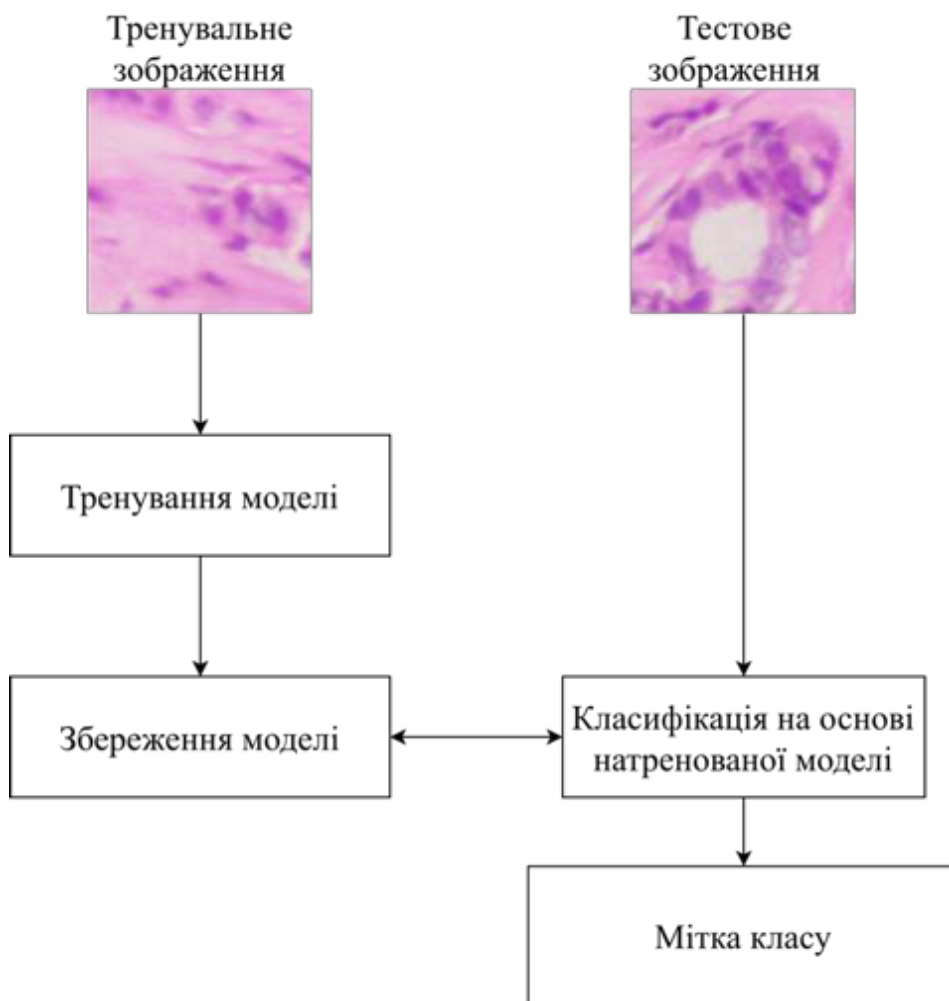 Тренувальне
зображення
Тестове
зображення
Тренування моделі
Збереження моделі
Класифікація на основі
натренованої моделі
Мітка класу